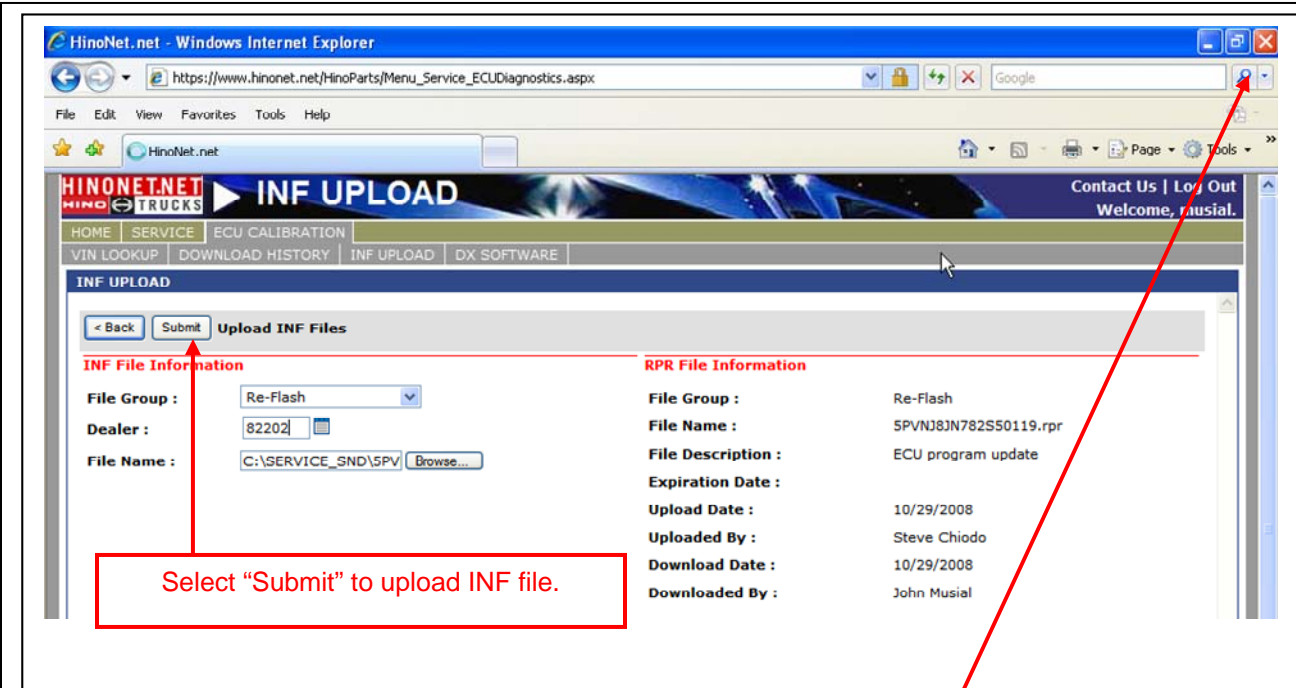 HinoNet.net - Windows Internet Explorer
https://www.hinonet.net/HinoParts/Menu_Service_ECUDiagnostics.aspx
Google
File Edit View Favorites Tools Help
HinoNet.net
Page Tools
HINONET.NET
HINO TRUCKS
INF UPLOAD
Contact Us | Log Out
Welcome, musial.
HOME SERVICE ECU CALIBRATION
VIN LOOKUP DOWNLOAD HISTORY INF UPLOAD DX SOFTWARE
INF UPLOAD
< Back Submit Upload INF Files
INF File Information
File Group : Re-Flash
Dealer : 82202
File Name : C:\SERVICE_SND\5PV Browse...
RPR File Information
File Group : Re-Flash
File Name : 5PVNJ8JN782S50119.rpr
File Description : ECU program update
Expiration Date :
Upload Date : 10/29/2008
Uploaded By : Steve Chiodo
Download Date : 10/29/2008
Downloaded By : John Musial
Select “Submit” to upload INF file.